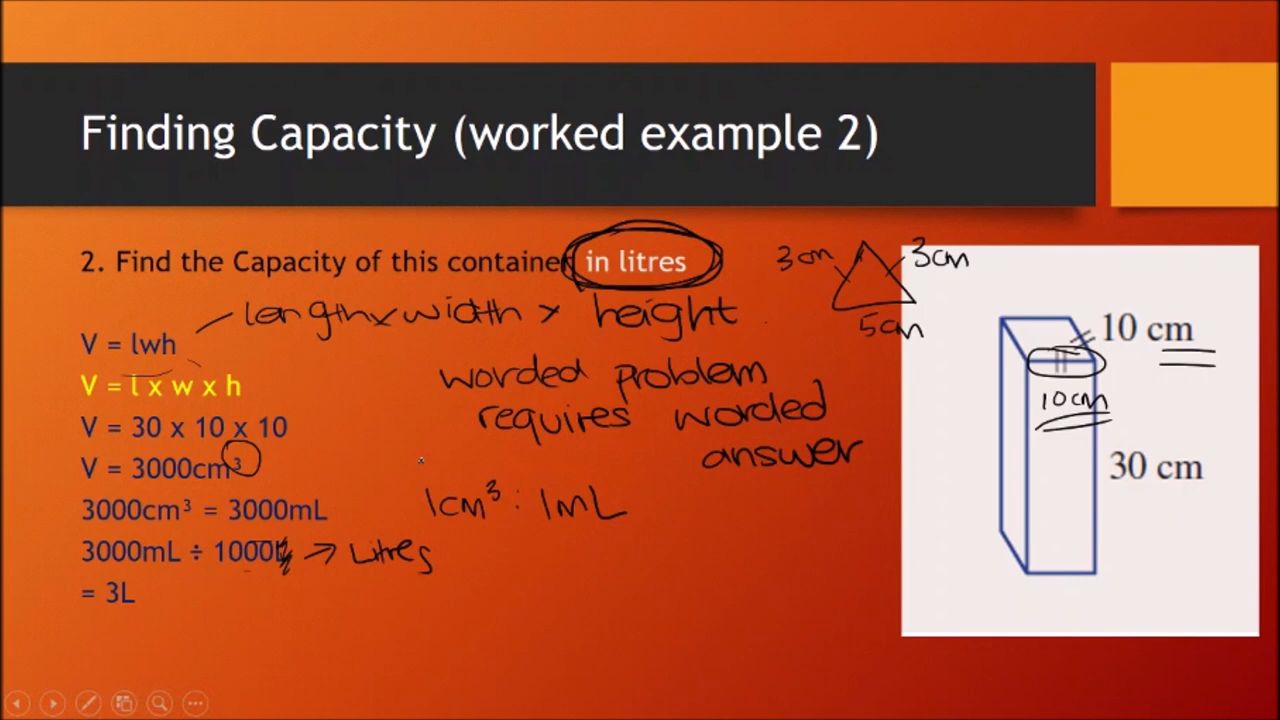 Finding Capacity (worked example 2)
2. Find the Capacity of this container in litres
length x width x height
V = lwh
V = l x w x h
V = 30 x 10 x 10
V = 3000cm³
3000cm³ = 3000mL
3000mL ÷ 1000 → Litres
= 3L
worded problem
requires worded
answer
1cm³ : 1mL
3cm
3cm
5cm
10 cm
10cm
30 cm